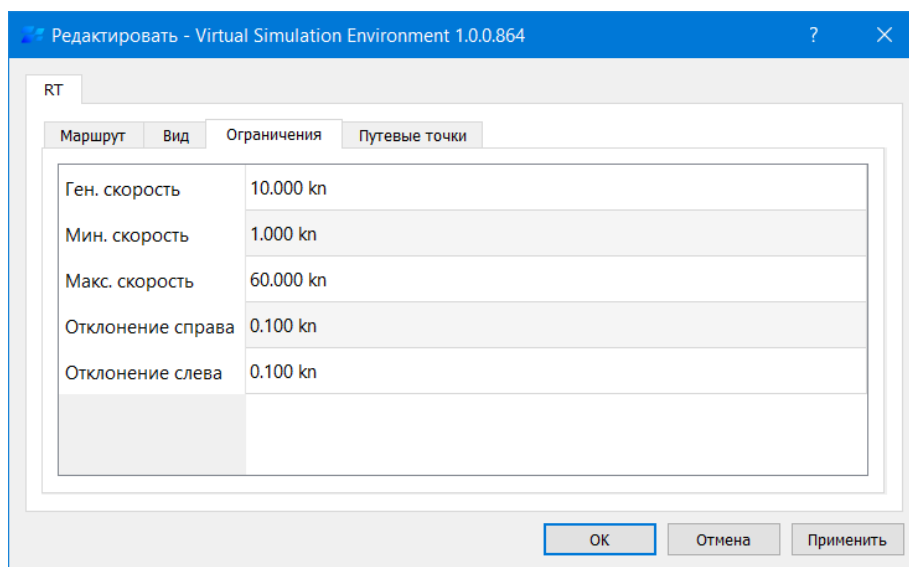 Редактировать - Virtual Simulation Environment 1.0.0.864 ?
RT
Маршрут Вид Ограничения Путевые точки
Ген. скорость 10.000 kn
Мин. скорость 1.000 kn
Макс. скорость 60.000 kn
Отклонение справа 0.100 kn
Отклонение слева 0.100 kn
OK Отмена Применить